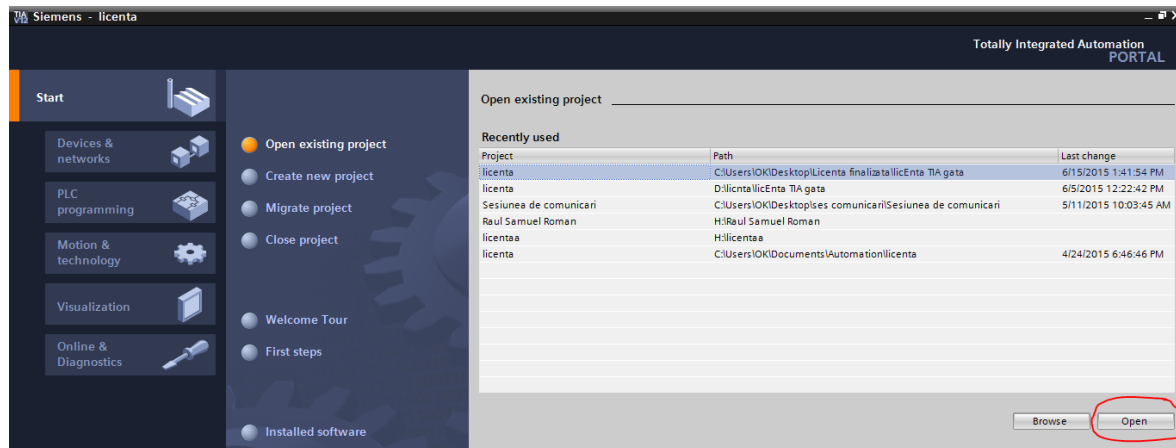 TIA V12 Siemens - licenta
Totally Integrated Automation
PORTAL
Start
Devices &
networks
PLC
programming
Motion &
technology
Visualization
Online &
Diagnostics
Open existing project
Create new project
Migrate project
Close project
Welcome Tour
First steps
Installed software
Open existing project
Recently used
Project Path Last change
licenta C:\Users\OK\Desktop\Licenta finalizata\licEnta TIA gata 6/15/2015 1:41:54 PM
licenta D:\licnta\licEnta TIA gata 6/5/2015 12:22:42 PM
Sesiunea de comunicari C:\Users\OK\Desktop\ses comunicari\Sesiunea de comunicari 5/11/2015 10:03:45 AM
Raul Samuel Roman H:\Raul Samuel Roman
licentaa H:\licentaa
licenta C:\Users\OK\Documents\Automation\licenta 4/24/2015 6:46:46 PM
Browse Open